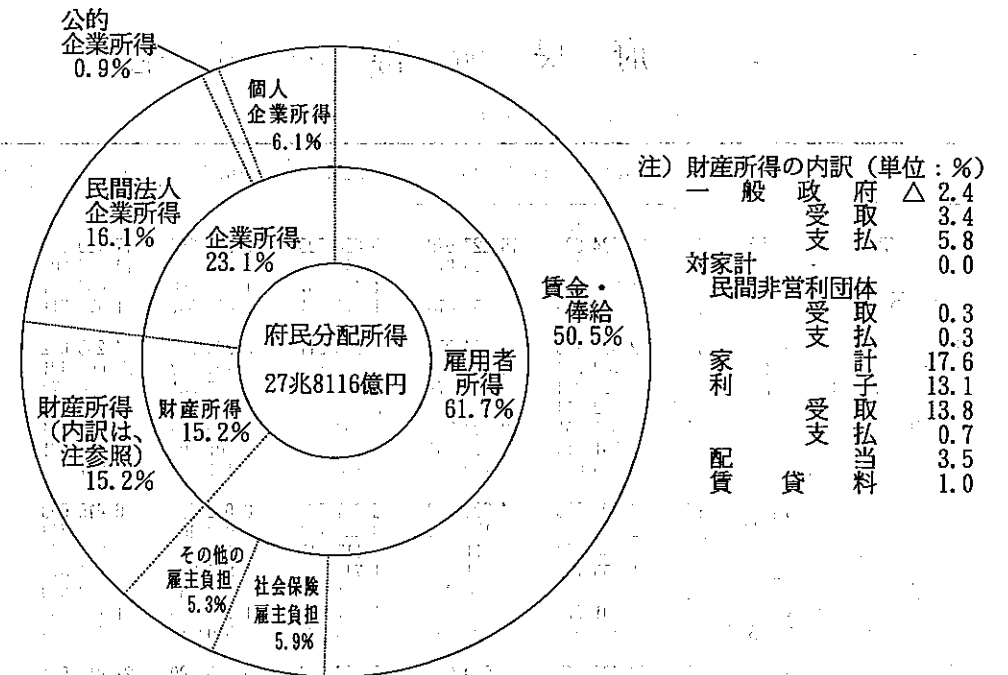 公的
企業所得
0.9%
個人
企業所得
6.1%
民間法人
企業所得
16.1%
企業所得
23.1%
賃金・
俸給
50.5%
府民分配所得
27兆8116億円
雇用者
所得
61.7%
財産所得
(内訳は、
注参照)
15.2%
財産所得
15.2%
その他の
雇主負担
5.3%
社会保険
雇主負担
5.9%
注) 財産所得の内訳 (単位:%)
一般政府 △ 2.4
受取 3.4
支払 5.8
対家計 0.0
民間非営利団体
受取 0.3
支払 0.3
家計 17.6
利子 13.1
受取 13.8
支払 0.7
配当 3.5
賃貸料 1.0